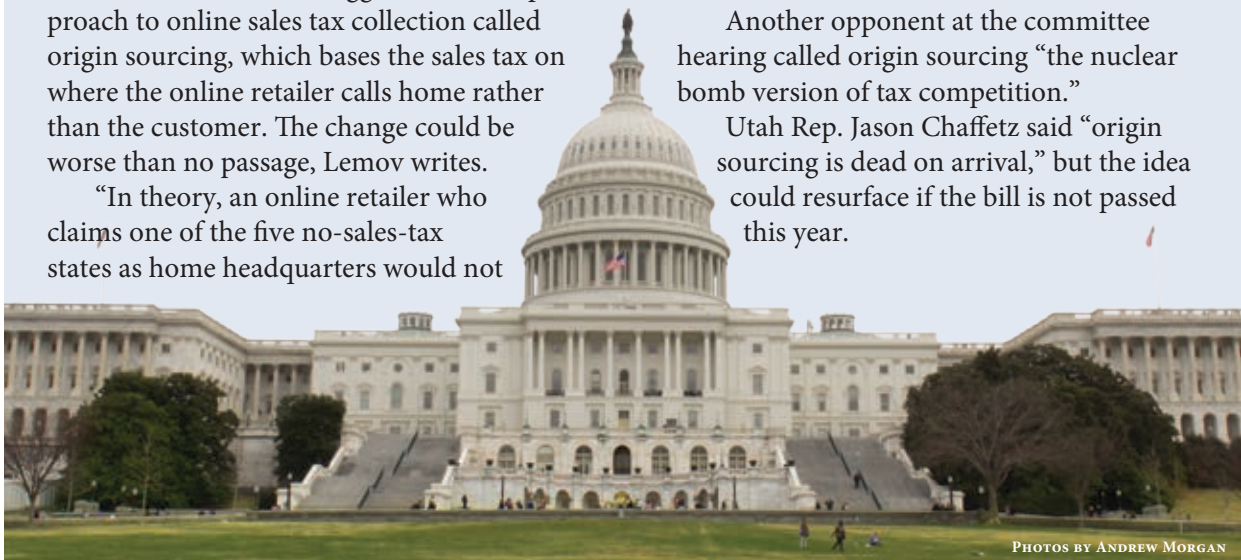 proach to online sales tax collection called
origin sourcing, which bases the sales tax on
where the online retailer calls home rather
than the customer. The change could be
worse than no passage, Lemov writes.
“In theory, an online retailer who
claims one of the five no-sales-tax
states as home headquarters would not
Another opponent at the committee
hearing called origin sourcing “the nuclear
bomb version of tax competition.”
Utah Rep. Jason Chaffetz said “origin
sourcing is dead on arrival,” but the idea
could resurface if the bill is not passed
this year.
Photos by Andrew Morgan